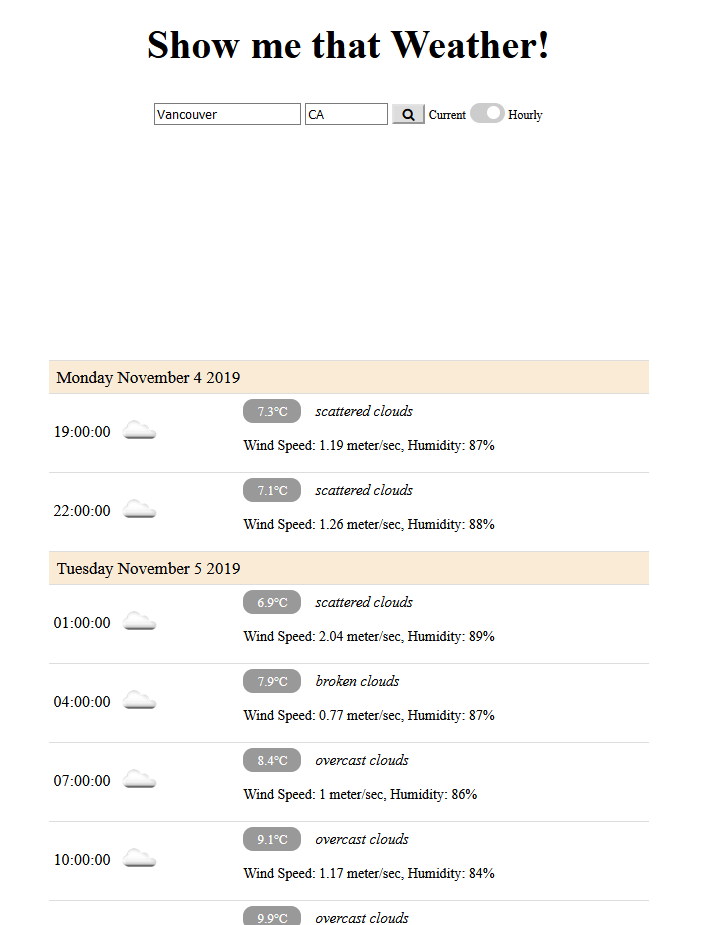 Show me that Weather!
Vancouver CA Current Hourly
Monday November 4 2019
7.3°C scattered clouds
19:00:00
Wind Speed: 1.19 meter/sec, Humidity: 87%
7.1°C scattered clouds
22:00:00
Wind Speed: 1.26 meter/sec, Humidity: 88%
Tuesday November 5 2019
6.9°C scattered clouds
01:00:00
Wind Speed: 2.04 meter/sec, Humidity: 89%
7.9°C broken clouds
04:00:00
Wind Speed: 0.77 meter/sec, Humidity: 87%
8.4°C overcast clouds
07:00:00
Wind Speed: 1 meter/sec, Humidity: 86%
9.1°C overcast clouds
10:00:00
Wind Speed: 1.17 meter/sec, Humidity: 84%
9.9°C overcast clouds